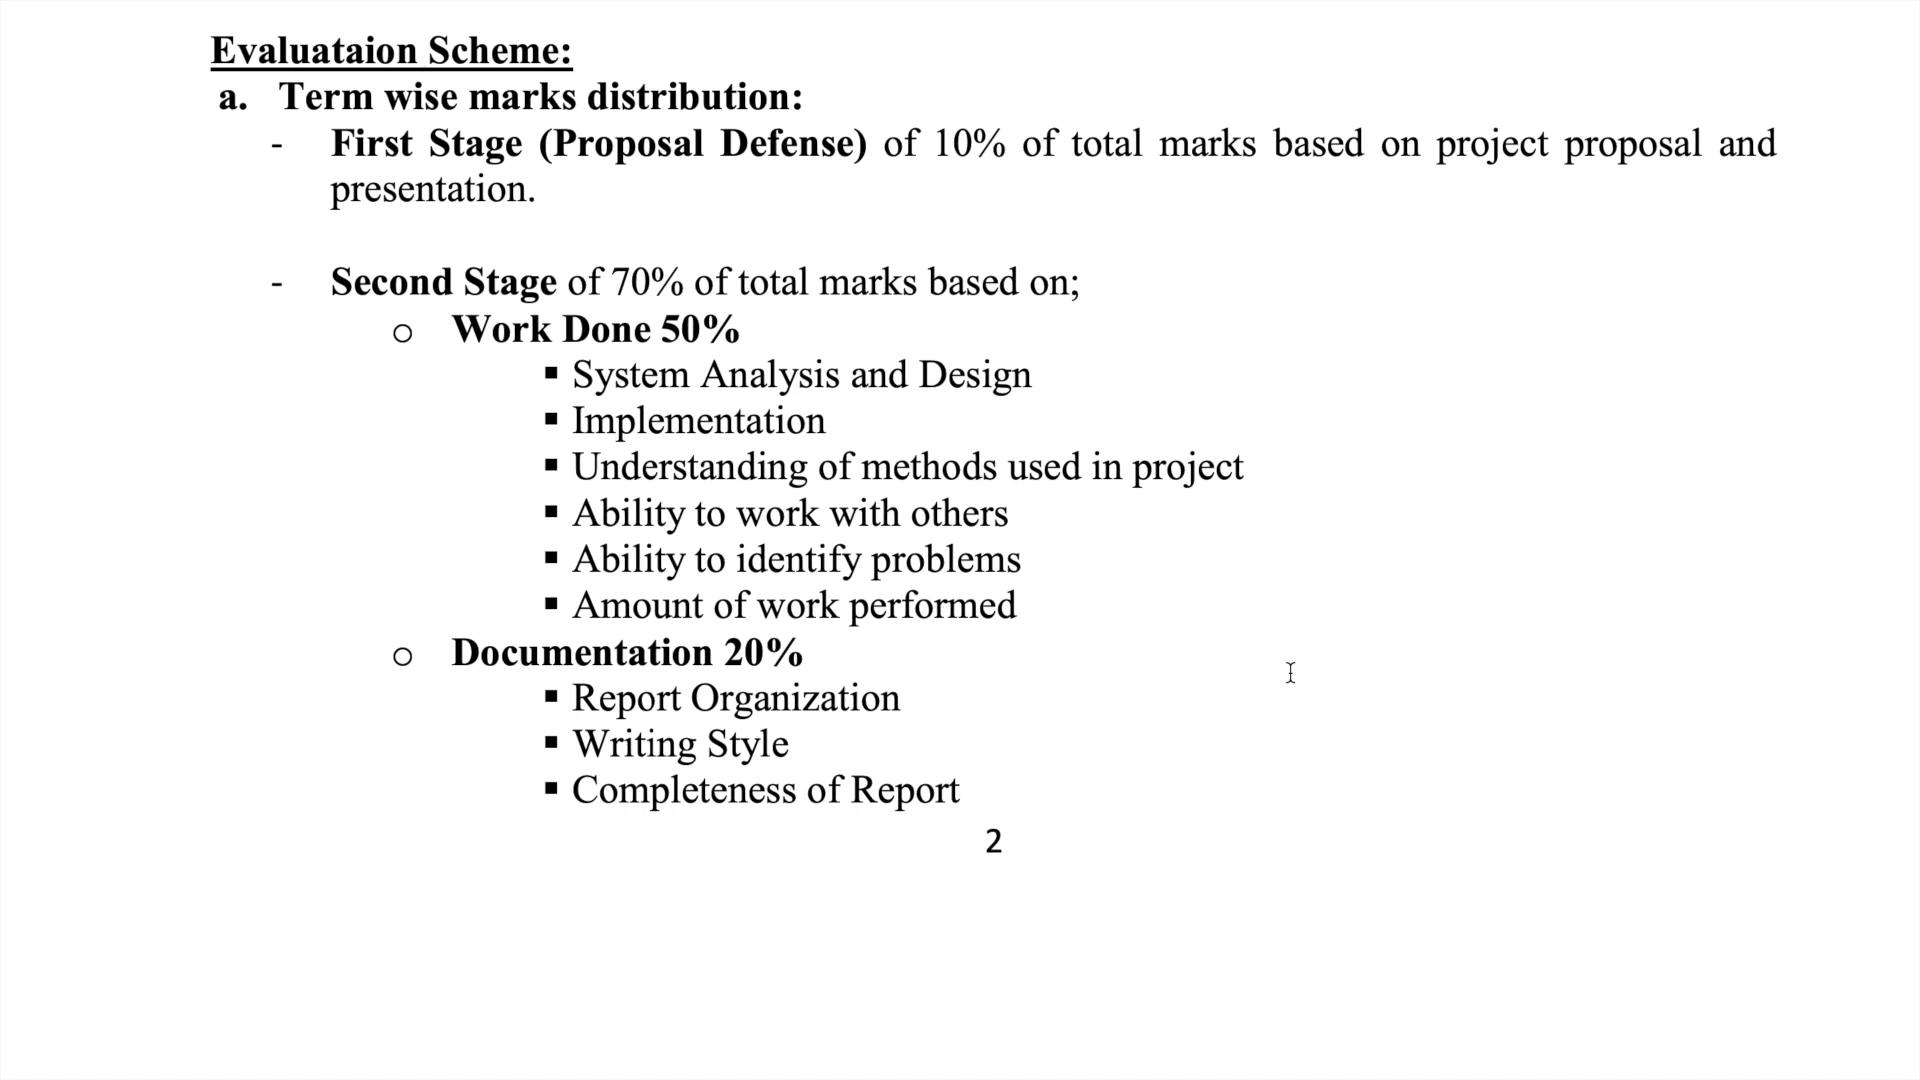 Evaluataion Scheme:
a. Term wise marks distribution:
- First Stage (Proposal Defense) of 10% of total marks based on project proposal and
presentation.
- Second Stage of 70% of total marks based on;
o Work Done 50%
▪ System Analysis and Design
▪ Implementation
▪ Understanding of methods used in project
▪ Ability to work with others
▪ Ability to identify problems
▪ Amount of work performed
o Documentation 20%
▪ Report Organization
▪ Writing Style
▪ Completeness of Report
2